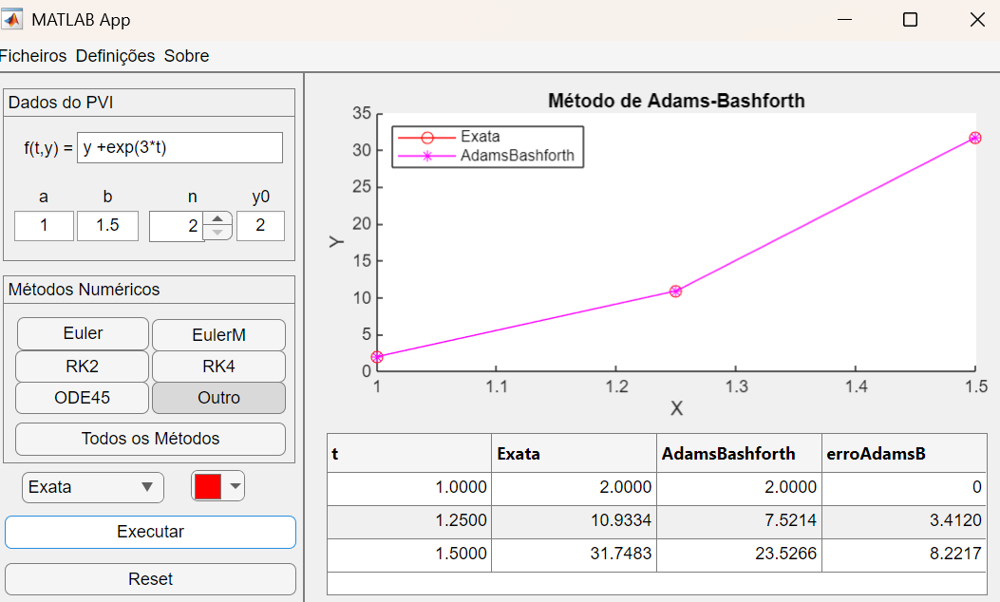 MATLAB App
Ficheiros Definições Sobre
Dados do PVI
f(t,y) = y +exp(3*t)
a b n y0
1 1.5 2 2
Métodos Numéricos
Euler EulerM
RK2 RK4
ODE45 Outro
Todos os Métodos
Exata
Executar
Reset
Método de Adams-Bashforth
Exata
AdamsBashforth
35
30
25
20
15
10
5
0
Y
1 1.1 1.2 1.3 1.4 1.5
X
t Exata AdamsBashforth erroAdamsB
1.0000 2.0000 2.0000 0
1.2500 10.9334 7.5214 3.4120
1.5000 31.7483 23.5266 8.2217